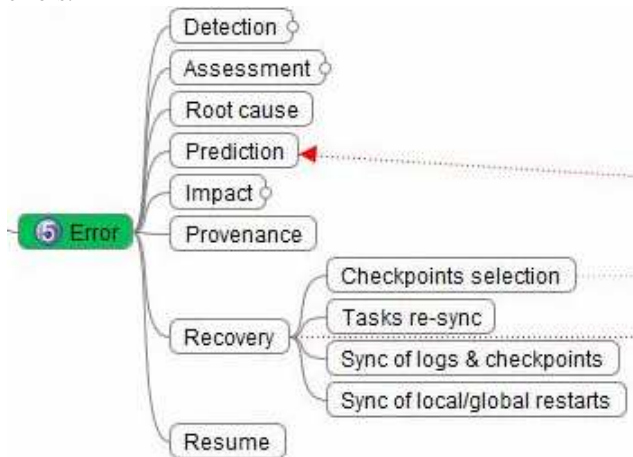 Detection
Assessment
Root cause
Prediction
Impact
5 Error
Provenance
Checkpoints selection
Tasks re-sync
Recovery
Sync of logs & checkpoints
Sync of local/global restarts
Resume